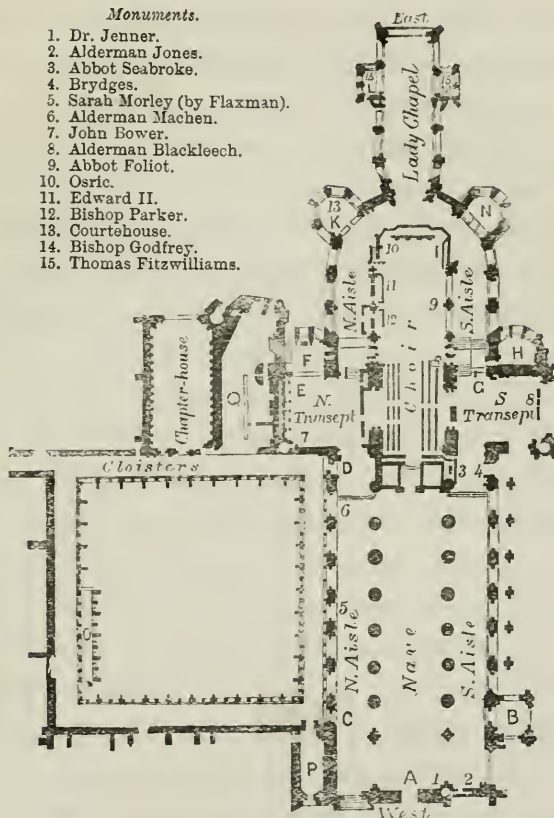 Monuments.
1. Dr. Jenner.
2. Alderman Jones.
3. Abbot Seabroke.
4. Brydges.
5. Sarah Morley (by Flaxman).
6. Alderman Machen.
7. John Bower.
8. Alderman Blackleech.
9. Abbot Foliot.
10. Osric.
11. Edward II.
12. Bishop Parker.
13. Courtehouse.
14. Bishop Godfrey.
15. Thomas Fitzwilliams.
East
15
Lady Chapel
13
K
N
10
N. Aisle
11
9
S. Aisle
Choir
F
H
E
G
Chapter-house
N.
Transept
S
Transept
8
7
Cloisters
D
3
4
6
5
N. Aisle
Nave
S. Aisle
C
B
P
A
1
2
West